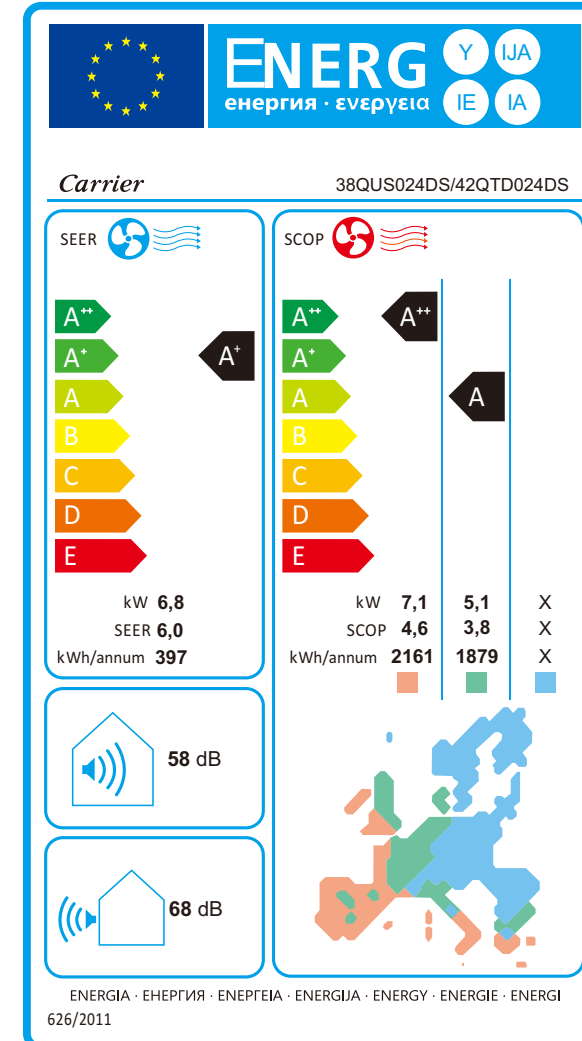 ENERG Y IJA
енергия · ενεργεια IE IA
Carrier 38QUS024DS/42QTD024DS
SEER SCOP
A++ A++ A++
A+ A+ A+
A A A
B B
C C
D D
E E
kW 6,8 kW 7,1 5,1 X
SEER 6,0 SCOP 4,6 3,8 X
kWh/annum 397 kWh/annum 2161 1879 X
58 dB
68 dB
ENERGIA · ЕНЕРГИЯ · ΕΝΕΡΓΕΙΑ · ENERGIJA · ENERGY · ENERGIE · ENERGI
626/2011